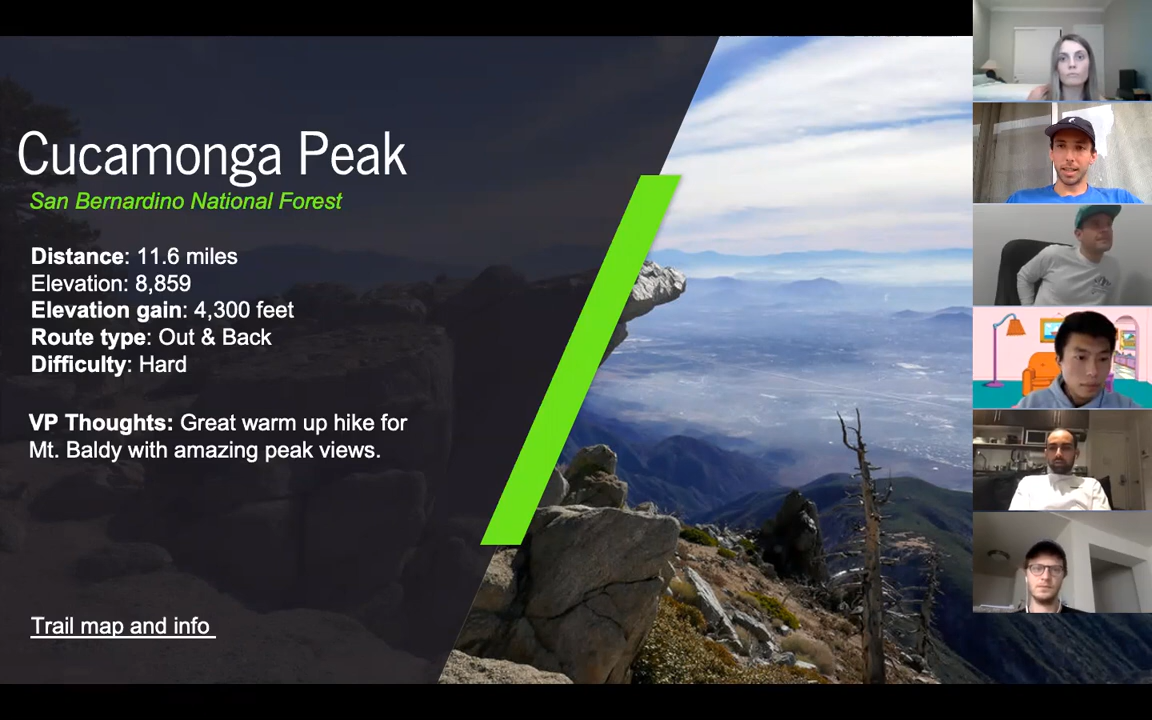 Cucamonga Peak
San Bernardino National Forest
Distance: 11.6 miles
Elevation: 8,859
Elevation gain: 4,300 feet
Route type: Out & Back
Difficulty: Hard
VP Thoughts: Great warm up hike for
Mt. Baldy with amazing peak views.
Trail map and info